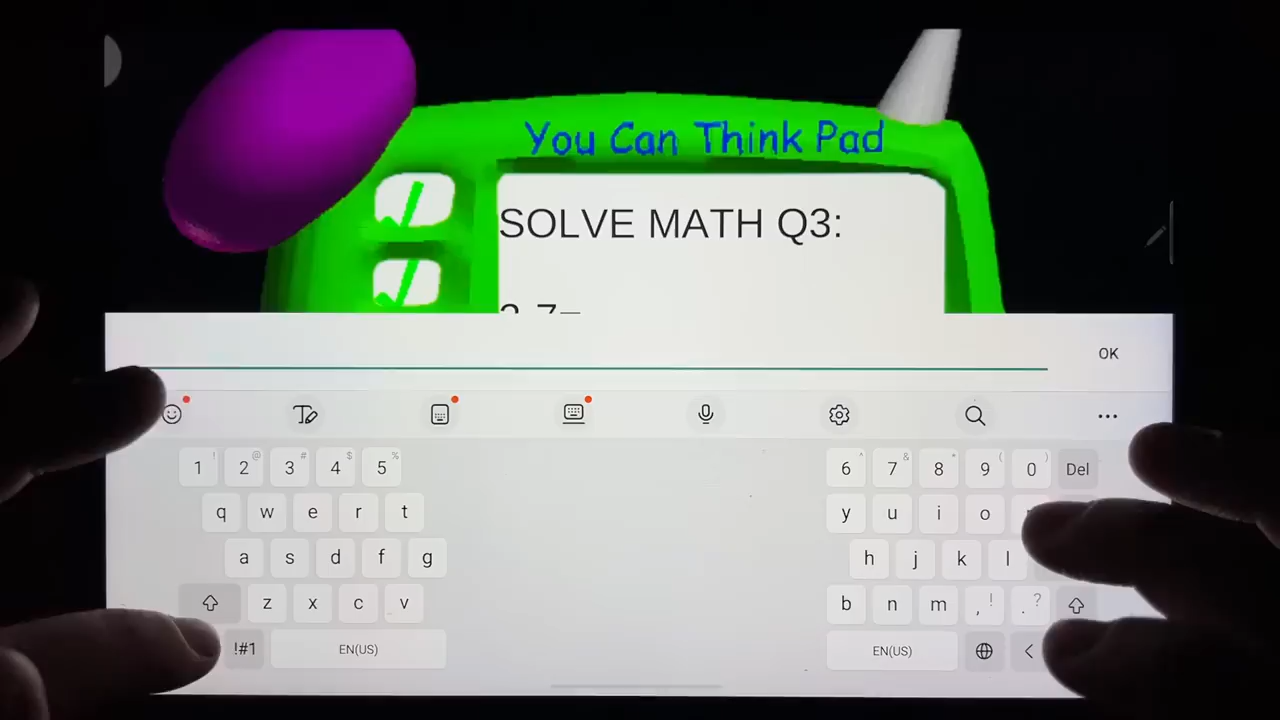 You Can Think Pad
SOLVE MATH Q3:
OK
1 ! 2 @ 3 # 4 $ 5 %
6 ^ 7 & 8 * 9 ( 0 ) Del
q w e r t
y u i o
a s d f g
h j k l
z x c v
b n m , ! . ?
!#1 EN(US)
EN(US) <